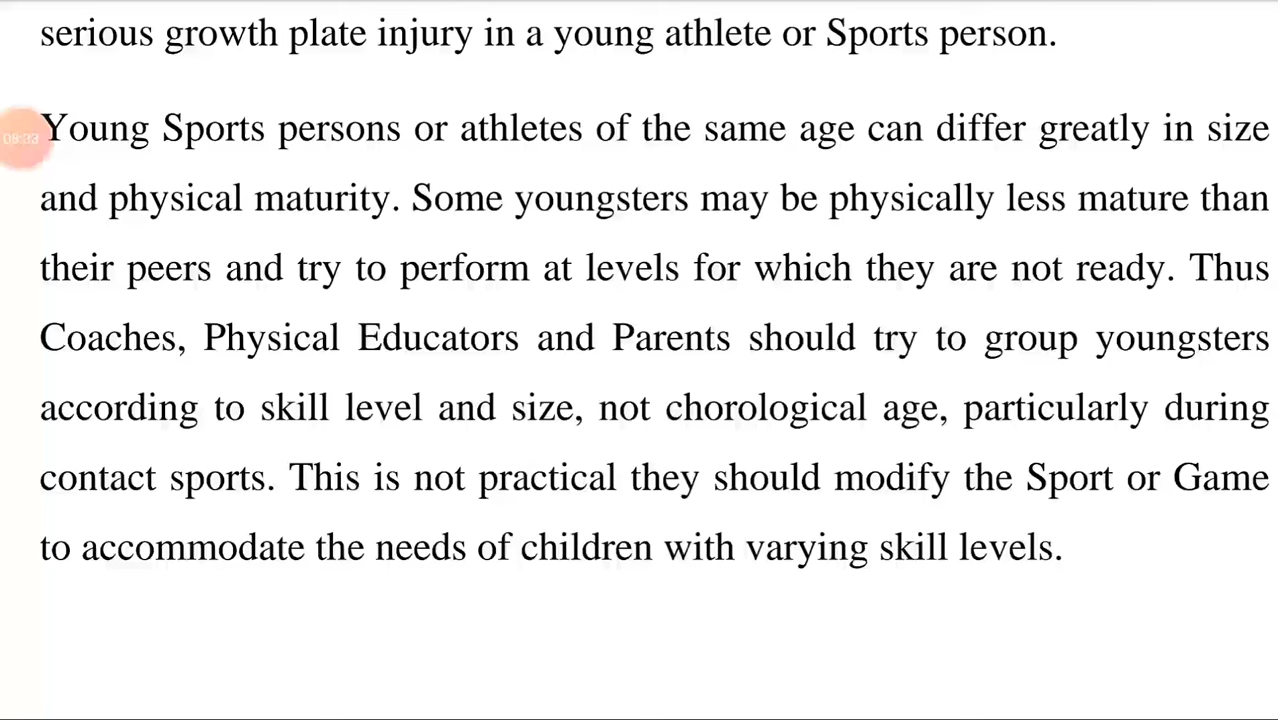 serious growth plate injury in a young athlete or Sports person.
08:33
Young Sports persons or athletes of the same age can differ greatly in size
and physical maturity. Some youngsters may be physically less mature than
their peers and try to perform at levels for which they are not ready. Thus
Coaches, Physical Educators and Parents should try to group youngsters
according to skill level and size, not chorological age, particularly during
contact sports. This is not practical they should modify the Sport or Game
to accommodate the needs of children with varying skill levels.